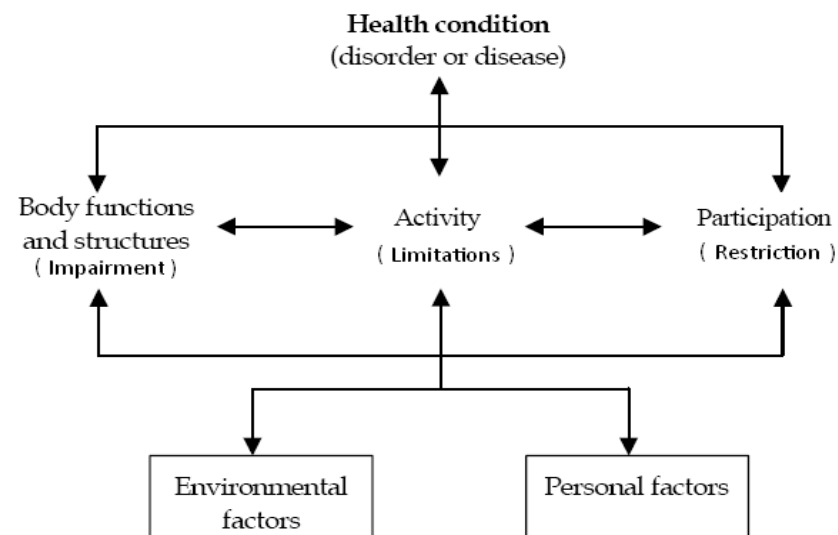 Health condition
(disorder or disease)
Body functions
and structures
( Impairment )
Activity
( Limitations )
Participation
( Restriction )
Environmental
factors
Personal factors